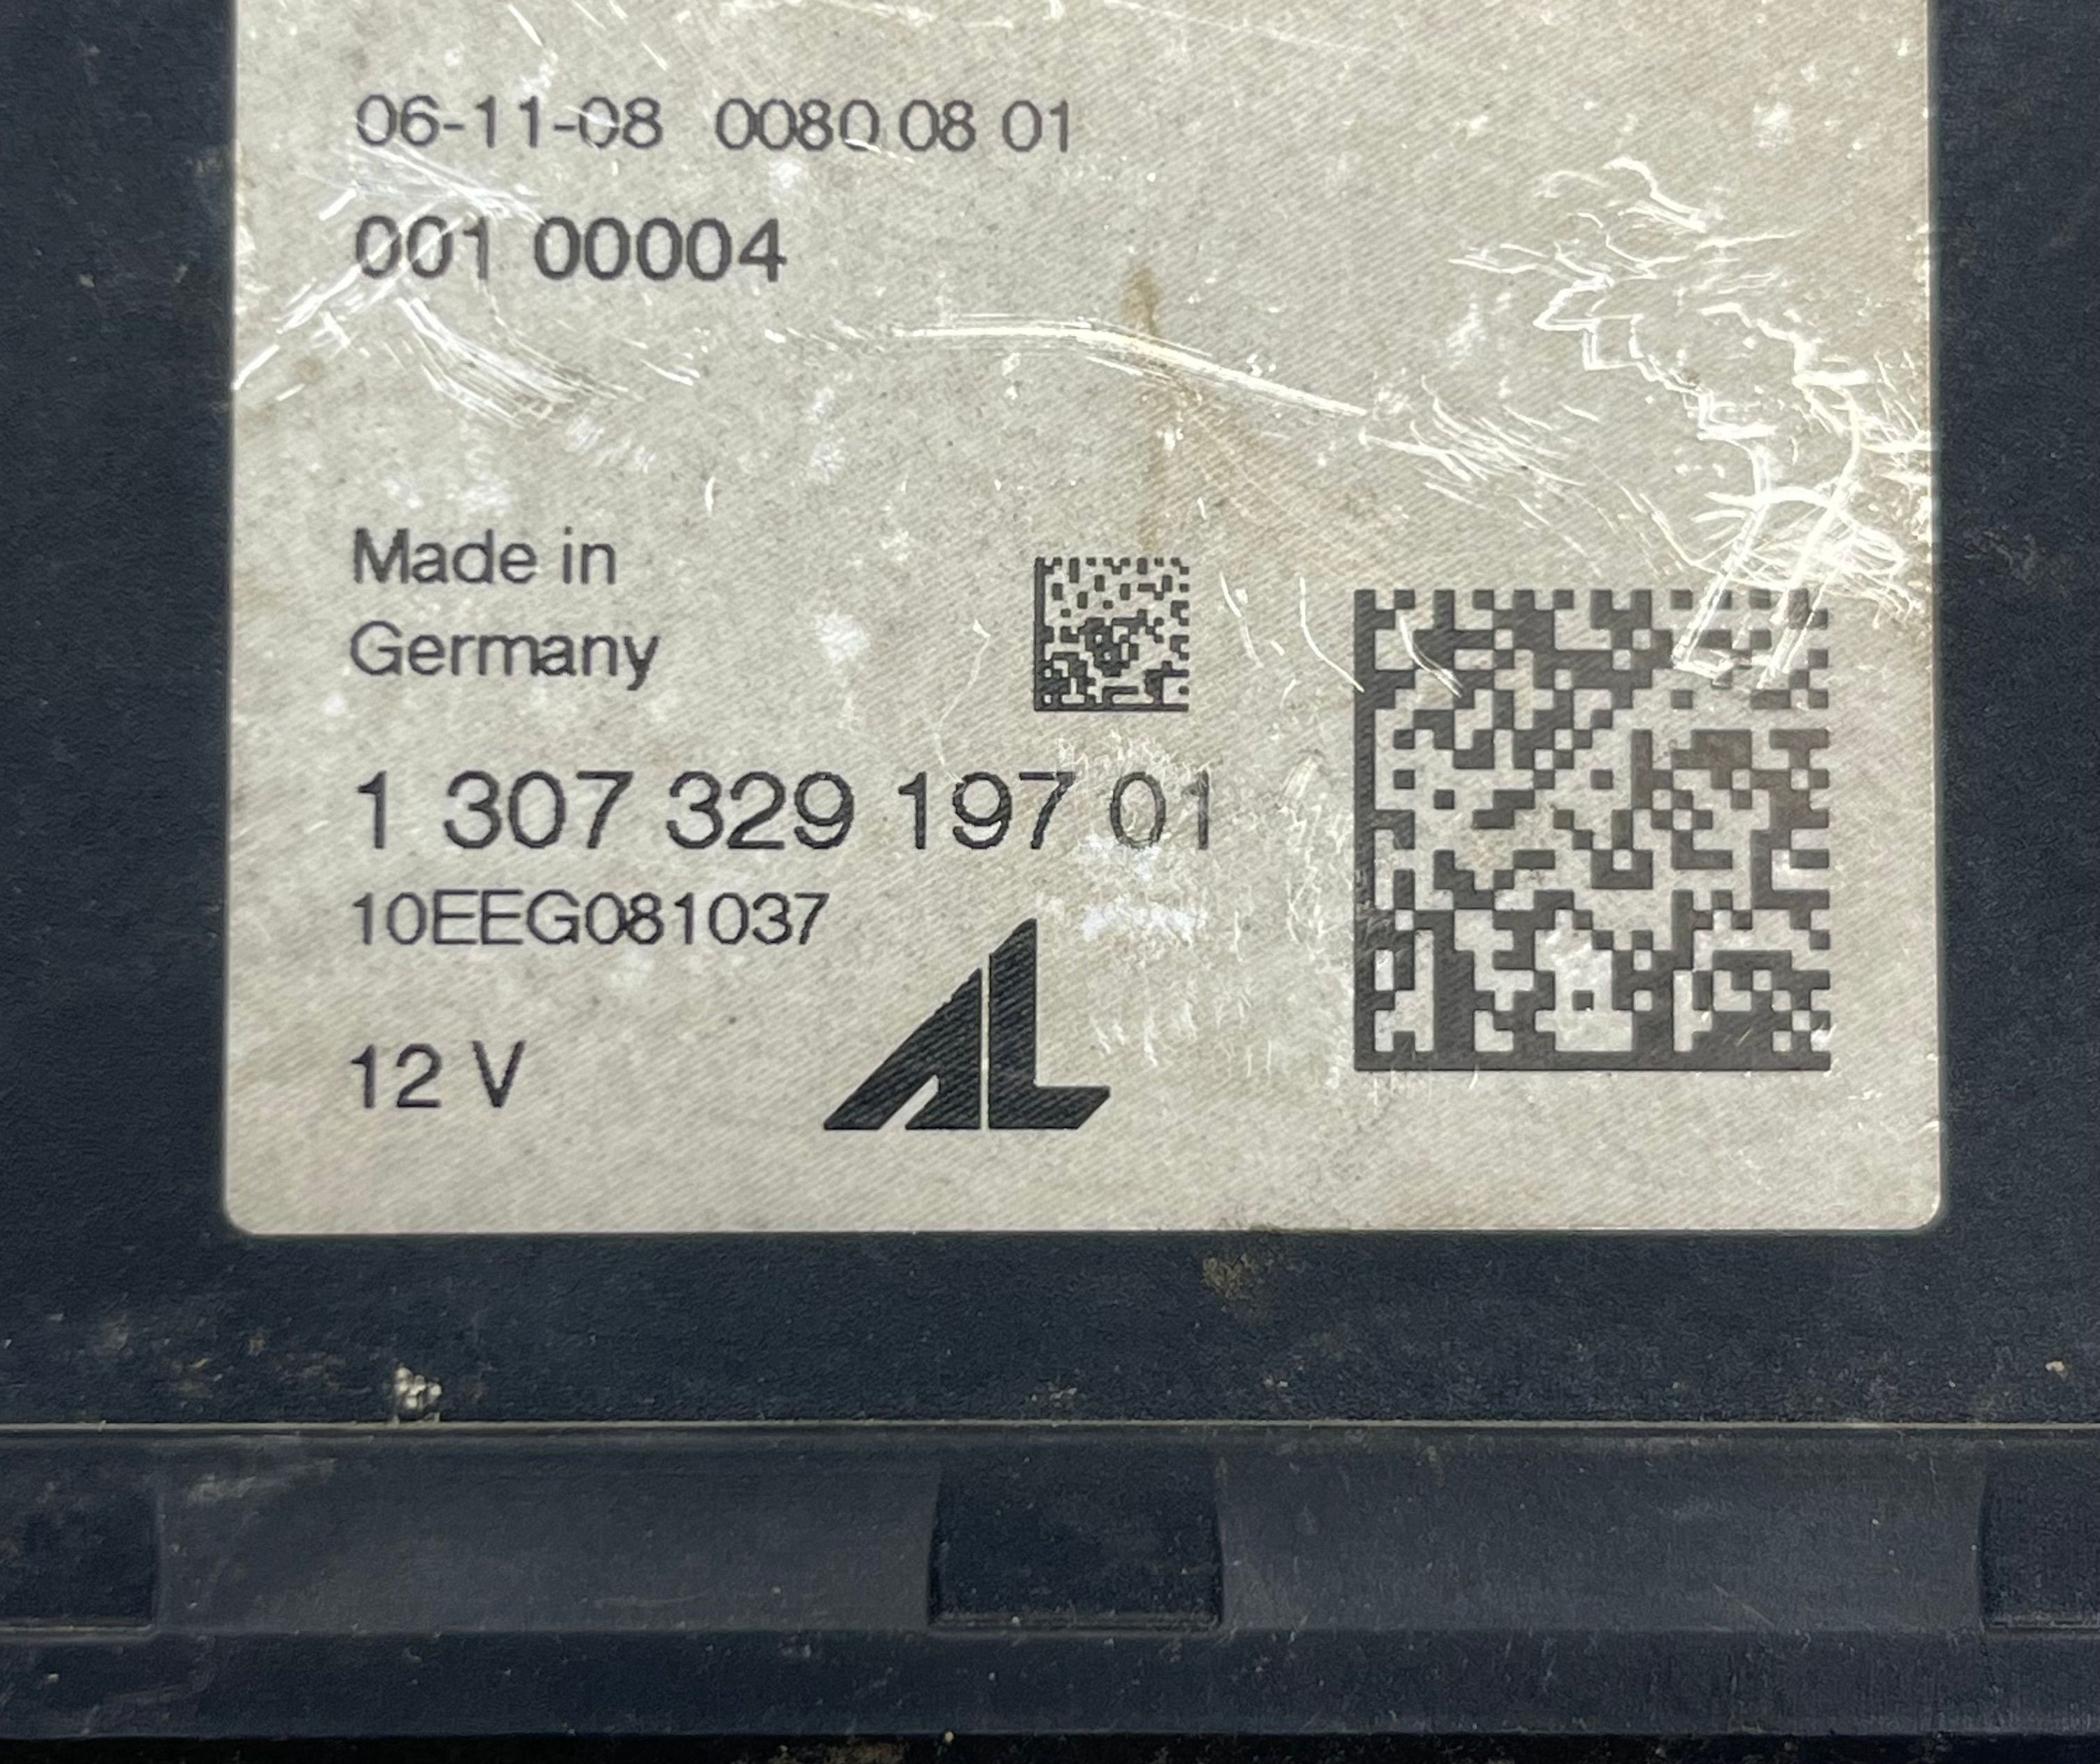 06-11-08 0080 08 01
001 00004
Made in
Germany
1 307 329 197 01
10EEG081037
12 V
AL